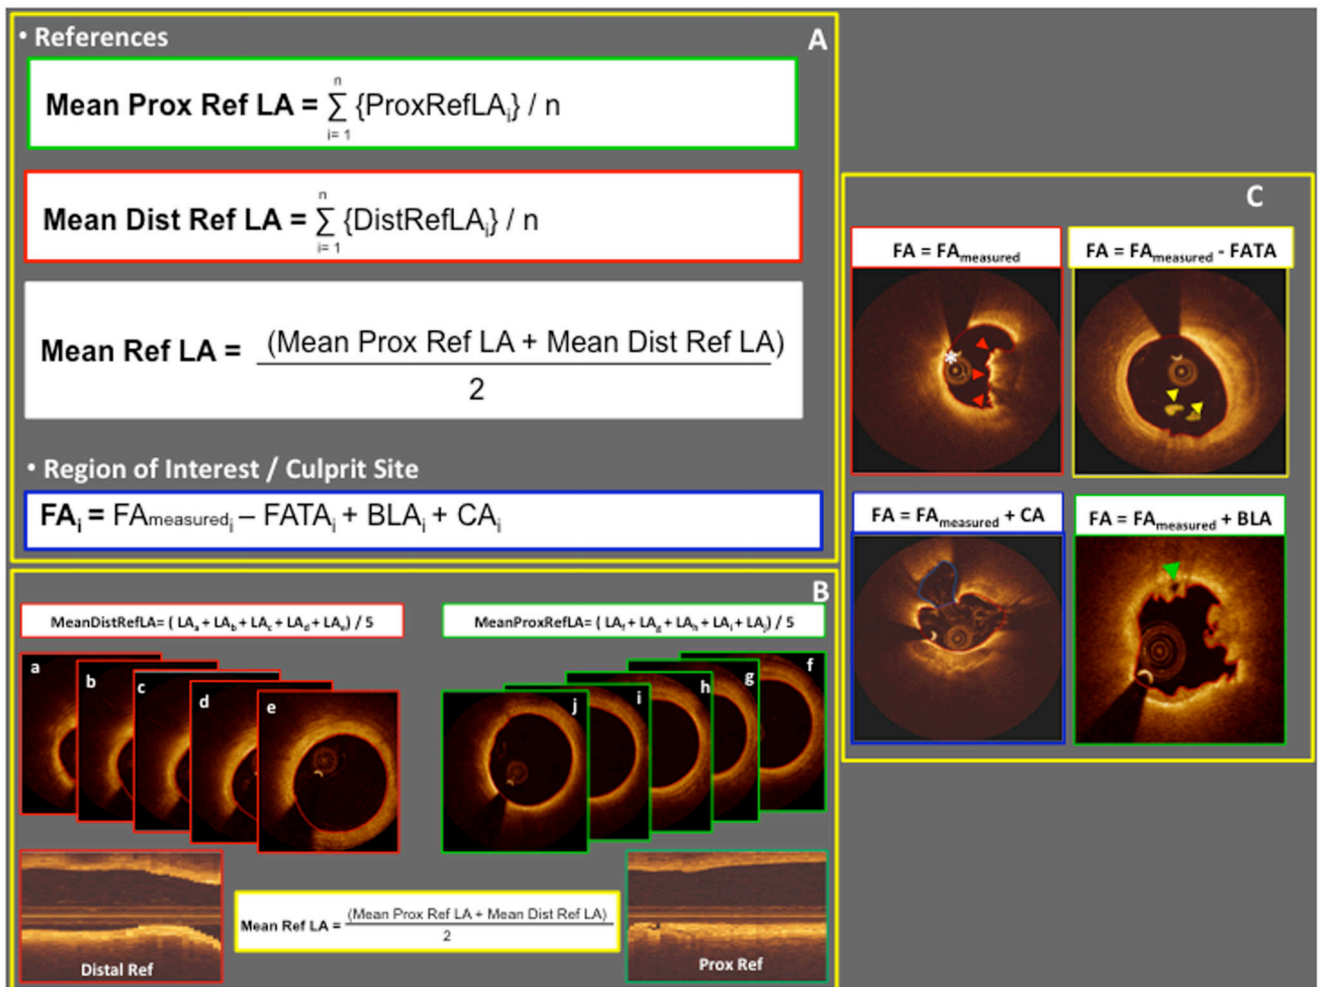 • References
A
n
Mean Prox Ref LA = ∑ {ProxRefLAi} / n
i= 1
n
Mean Dist Ref LA = ∑ {DistRefLAi} / n
i= 1
Mean Ref LA = (Mean Prox Ref LA + Mean Dist Ref LA)
2
• Region of Interest / Culprit Site
FAi = FAmeasuredi – FATAi + BLAi + CAi
B
MeanDistRefLA= ( LAa + LAb + LAc + LAd + LAe) / 5
MeanProxRefLA= ( LAf + LAg + LAh + LAi + LAj) / 5
a
b
c
d
e
j
i
h
g
f
Distal Ref
Mean Ref LA = (Mean Prox Ref LA + Mean Dist Ref LA)
2
Prox Ref
C
FA = FAmeasured
FA = FAmeasured - FATA
*
FA = FAmeasured + CA
FA = FAmeasured + BLA